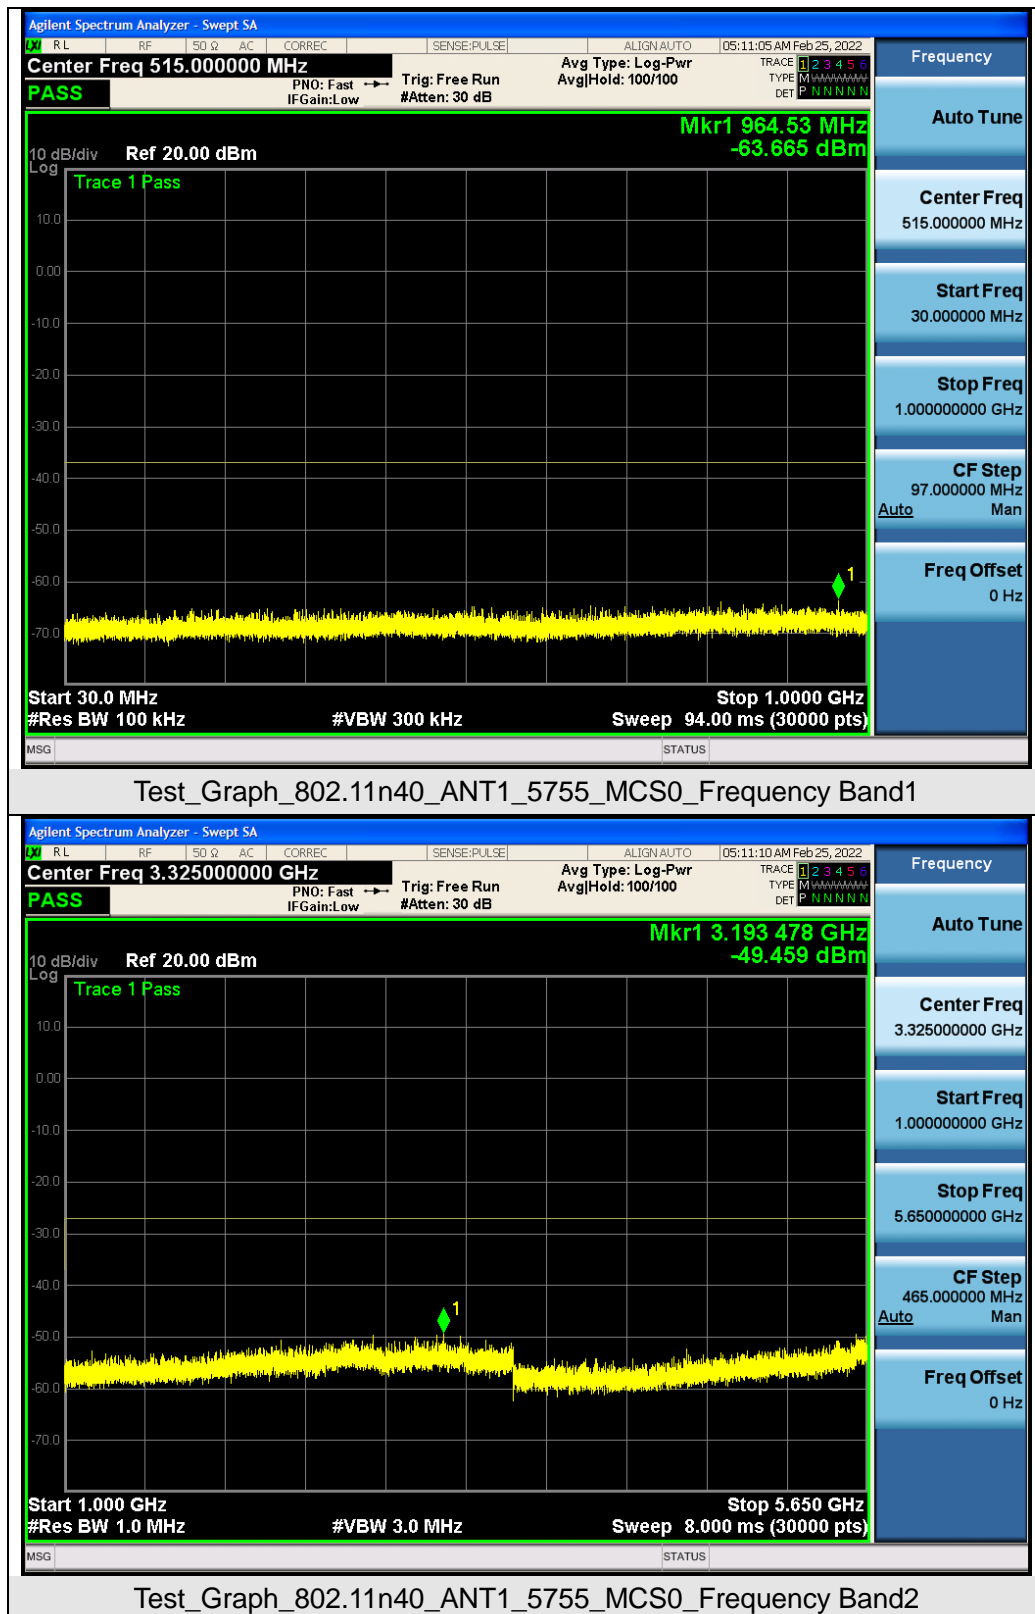 Agilent Spectrum Analyzer - Swept SA
LXI RL RF 50 Ω AC CORREC SENSE:PULSE ALIGN AUTO 05:11:05 AM Feb 25, 2022
Center Freq 515.000000 MHz
PASS
PNO: Fast
IFGain:Low
Trig: Free Run
#Atten: 30 dB
Avg Type: Log-Pwr
Avg|Hold: 100/100
TRACE 1 2 3 4 5 6
TYPE M W W W W W
DET P N N N N N
Mkr1 964.53 MHz
-63.665 dBm
10 dB/div
Log
Ref 20.00 dBm
Trace 1 Pass
10.0
0.00
-10.0
-20.0
-30.0
-40.0
-50.0
-60.0
-70.0
1
Start 30.0 MHz
Stop 1.0000 GHz
#Res BW 100 kHz
#VBW 300 kHz
Sweep 94.00 ms (30000 pts)
MSG
STATUS
Frequency
Auto Tune
Center Freq
515.000000 MHz
Start Freq
30.000000 MHz
Stop Freq
1.000000000 GHz
CF Step
97.000000 MHz
Auto Man
Freq Offset
0 Hz
Test_Graph_802.11n40_ANT1_5755_MCS0_Frequency Band1
Agilent Spectrum Analyzer - Swept SA
LXI RL RF 50 Ω AC CORREC SENSE:PULSE ALIGN AUTO 05:11:10 AM Feb 25, 2022
Center Freq 3.325000000 GHz
PASS
PNO: Fast
IFGain:Low
Trig: Free Run
#Atten: 30 dB
Avg Type: Log-Pwr
Avg|Hold: 100/100
TRACE 1 2 3 4 5 6
TYPE M W W W W W
DET P N N N N N
Mkr1 3.193 478 GHz
-49.459 dBm
10 dB/div
Log
Ref 20.00 dBm
Trace 1 Pass
10.0
0.00
-10.0
-20.0
-30.0
-40.0
-50.0
-60.0
-70.0
1
Start 1.000 GHz
Stop 5.650 GHz
#Res BW 1.0 MHz
#VBW 3.0 MHz
Sweep 8.000 ms (30000 pts)
MSG
STATUS
Frequency
Auto Tune
Center Freq
3.325000000 GHz
Start Freq
1.000000000 GHz
Stop Freq
5.650000000 GHz
CF Step
465.000000 MHz
Auto Man
Freq Offset
0 Hz
Test_Graph_802.11n40_ANT1_5755_MCS0_Frequency Band2